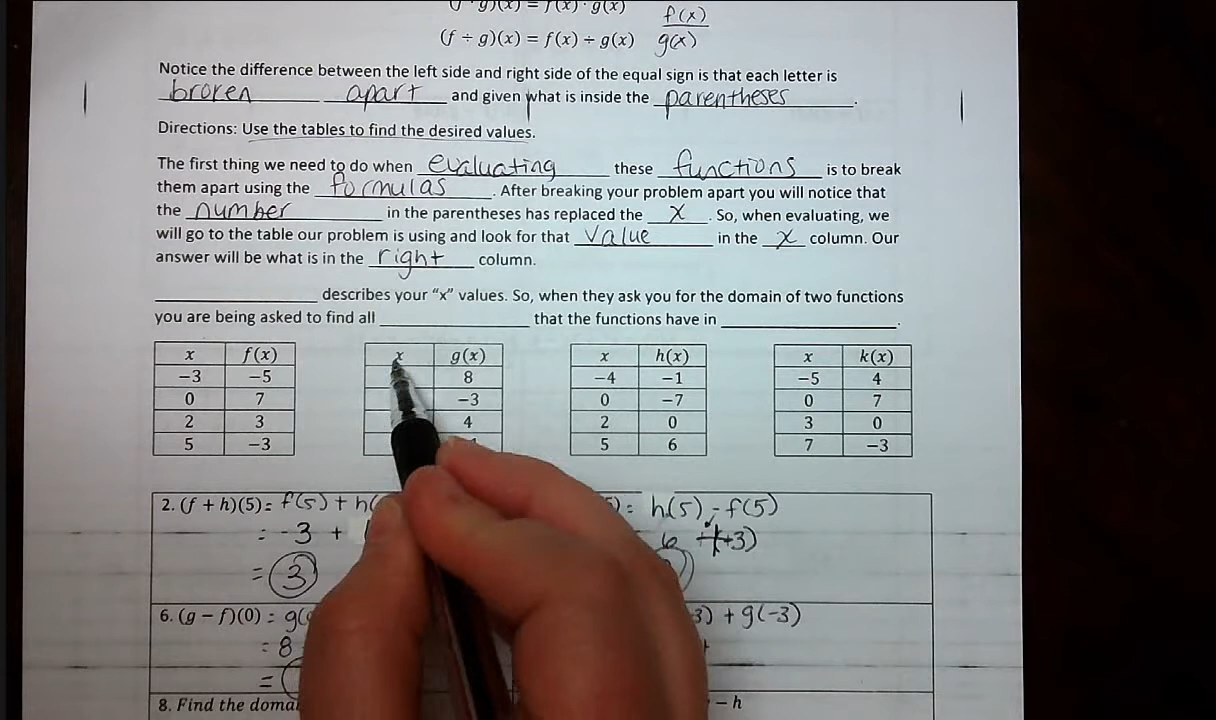 (f · g)(x) = f(x) · g(x) f(x)
(f ÷ g)(x) = f(x) ÷ g(x) g(x)
Notice the difference between the left side and right side of the equal sign is that each letter is
broken apart and given what is inside the parentheses.
Directions: Use the tables to find the desired values.
The first thing we need to do when evaluating these functions is to break
them apart using the formulas. After breaking your problem apart you will notice that
the number in the parentheses has replaced the x. So, when evaluating, we
will go to the table our problem is using and look for that value in the x column. Our
answer will be what is in the right column.
____________ describes your "x" values. So, when they ask you for the domain of two functions
you are being asked to find all ____________ that the functions have in ____________.
x f(x) x g(x) x h(x) x k(x)
−3 −5 8 −4 −1 −5 4
0 7 −3 0 −7 0 7
2 3 4 2 0 3 0
5 −3 5 6 7 −3
2. (f + h)(5) = f(5) + h( ) = h(5) - f(5)
= -3 + 6 +3)
= 3
6. (g − f)(0) = g( 3) + g(-3)
= 8
=
8. Find the doma − h